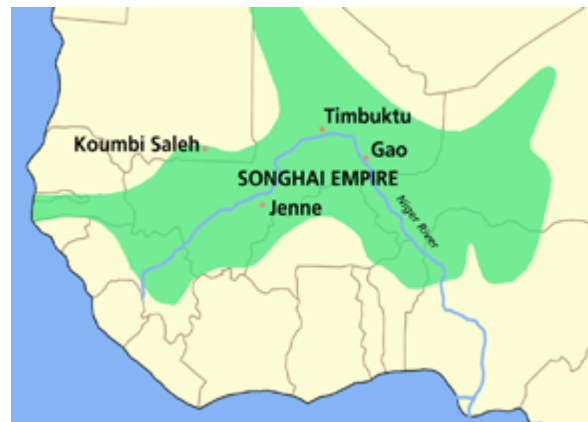 Timbuktu
Koumbi Saleh
Gao
SONGHAI EMPIRE
Jenne
Niger River